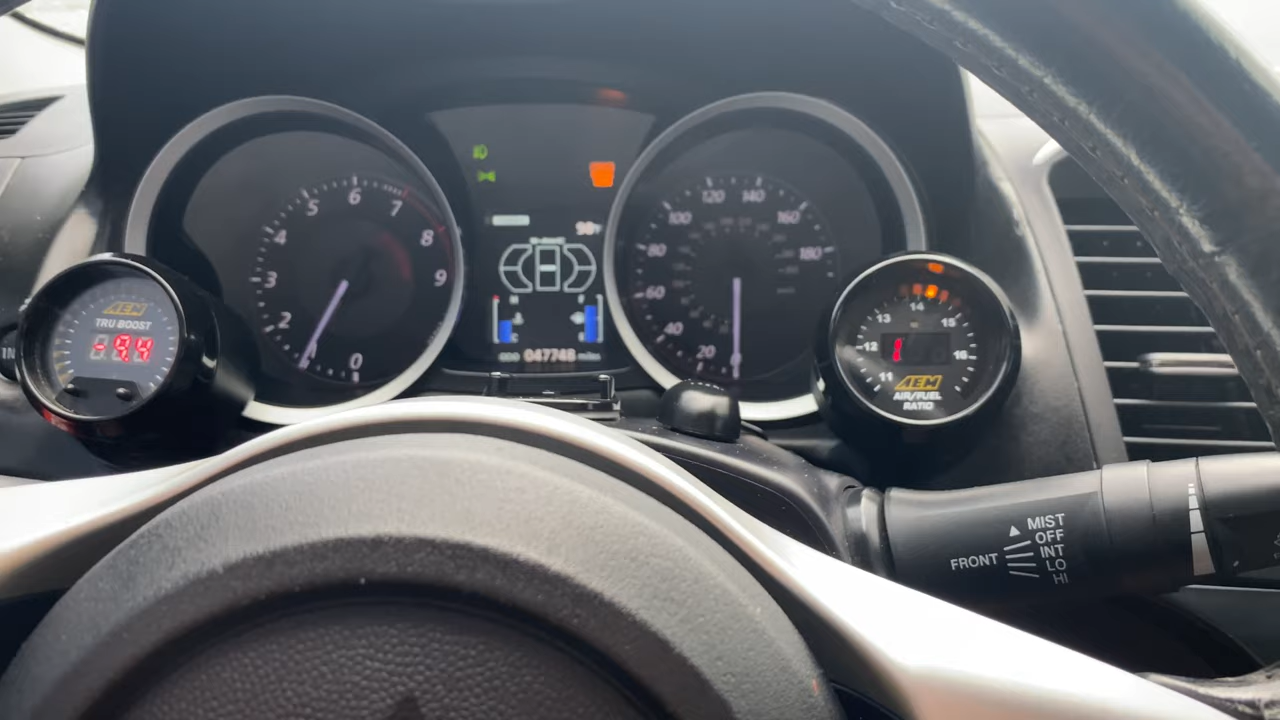 0
2
3
4
5
6
7
8
9
98°F
H
C
F
ODO 047748 miles
20
40
60
80
100
120
140
160
180
AEM
TRU BOOST
-9.4
11
12
13
14
15
16
AEM
AIR/FUEL
RATIO
MIST
OFF
FRONT INT
LO
HI